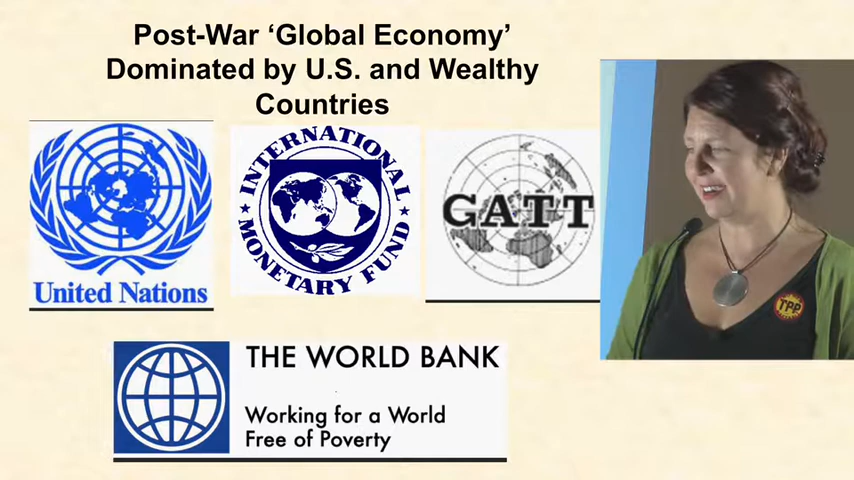 Post-War ‘Global Economy’
Dominated by U.S. and Wealthy
Countries
United Nations
INTERNATIONAL
MONETARY FUND
GATT
TPP
THE WORLD BANK
Working for a World
Free of Poverty